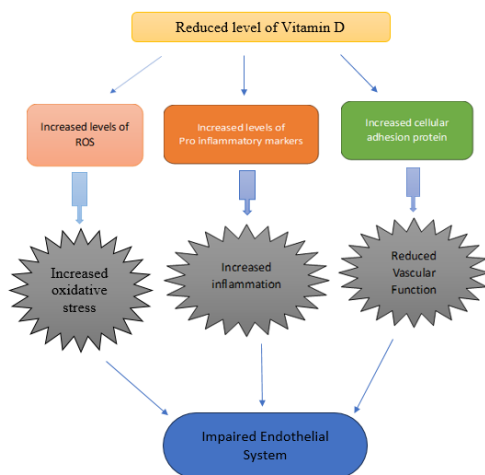 Reduced level of Vitamin D
Increased levels of
ROS
Increased levels of
Pro inflammatory markers
Increased cellular
adhesion protein
Increased
oxidative
stress
Increased
inflammation
Reduced
Vascular
Function
Impaired Endothelial
System